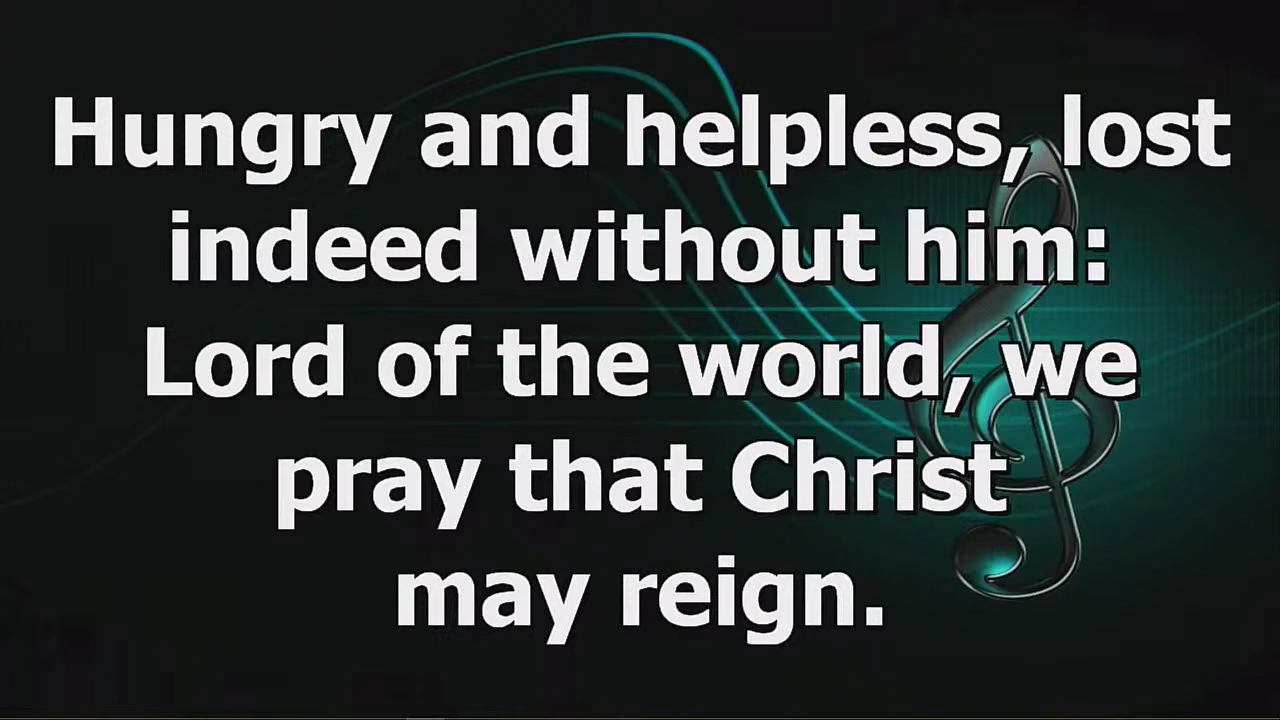 Hungry and helpless, lost
indeed without him:
Lord of the world, we
pray that Christ
may reign.